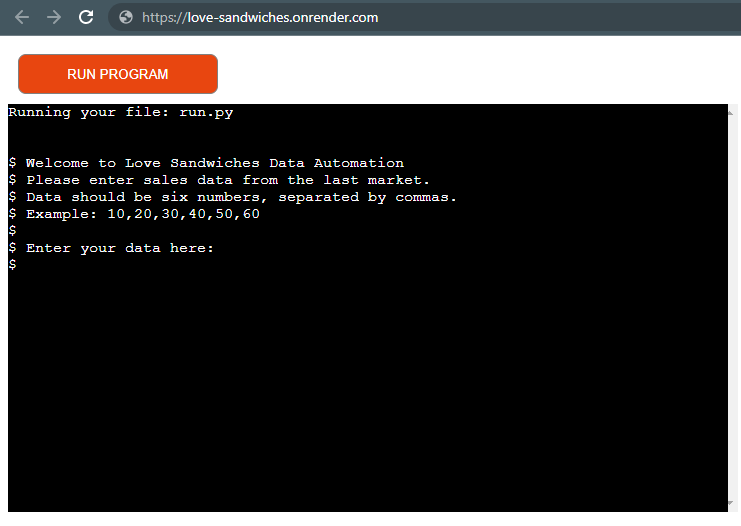 https://love-sandwiches.onrender.com
RUN PROGRAM
Running your file: run.py
$ Welcome to Love Sandwiches Data Automation
$ Please enter sales data from the last market.
$ Data should be six numbers, separated by commas.
$ Example: 10,20,30,40,50,60
$
$ Enter your data here:
$